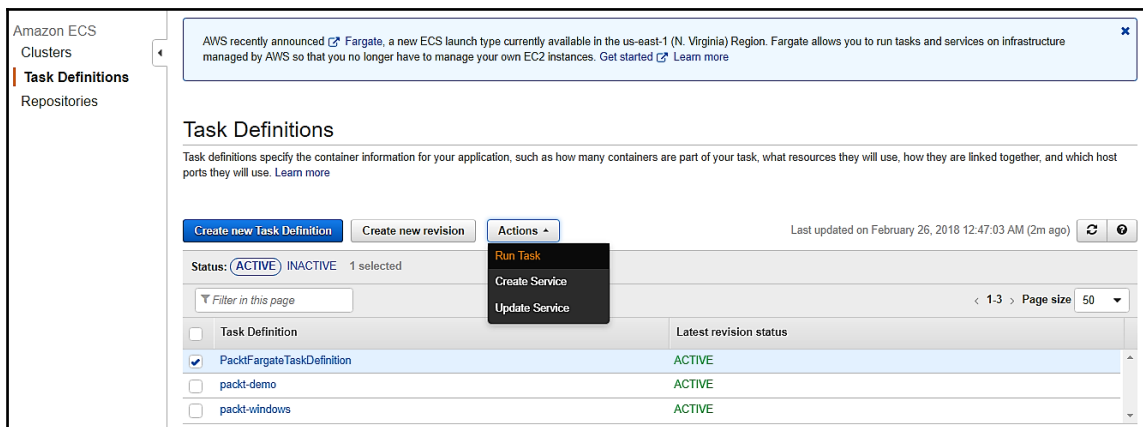 Amazon ECS
Clusters
Task Definitions
Repositories
AWS recently announced Fargate, a new ECS launch type currently available in the us-east-1 (N. Virginia) Region. Fargate allows you to run tasks and services on infrastructure
managed by AWS so that you no longer have to manage your own EC2 instances. Get started Learn more
Task Definitions
Task definitions specify the container information for your application, such as how many containers are part of your task, what resources they will use, how they are linked together, and which host
ports they will use. Learn more
Create new Task Definition Create new revision Actions Last updated on February 26, 2018 12:47:03 AM (2m ago)
Run Task
Create Service
Update Service
Status: ACTIVE INACTIVE 1 selected
Filter in this page < 1-3 > Page size 50
Task Definition Latest revision status
PacktFargateTaskDefinition ACTIVE
packt-demo ACTIVE
packt-windows ACTIVE